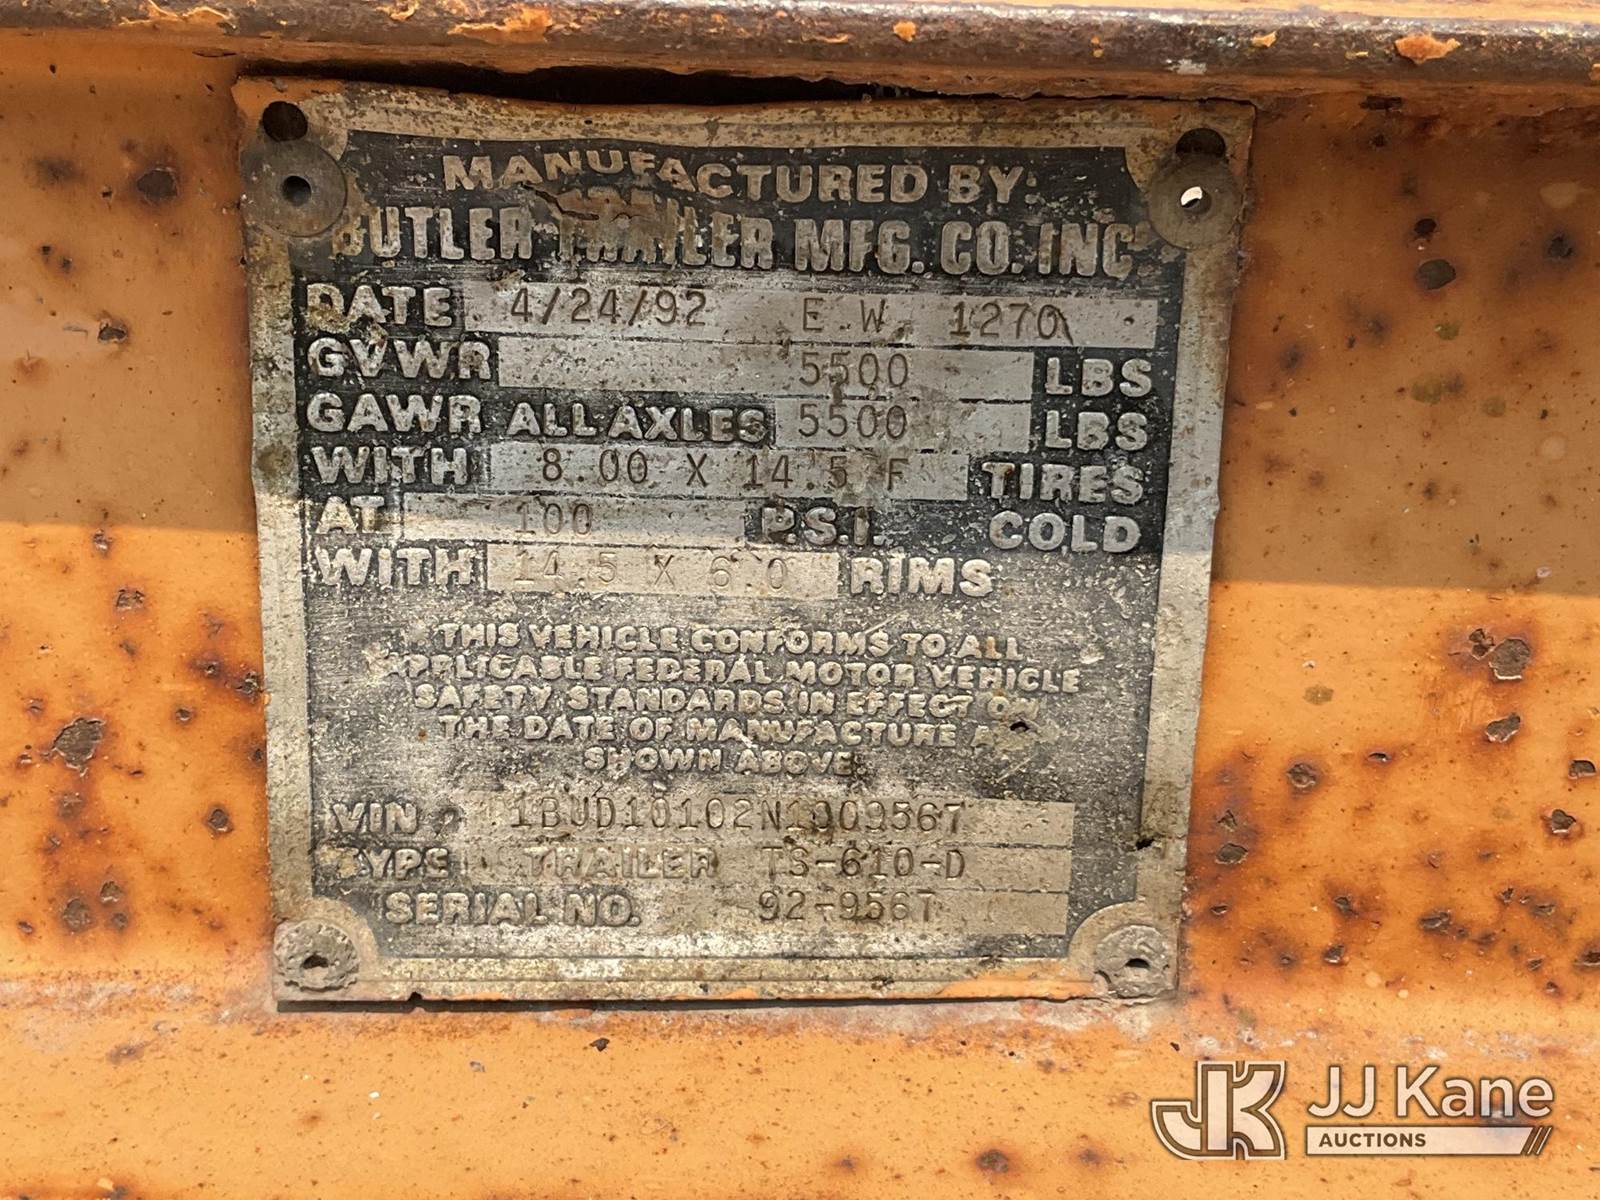 MANUFACTURED BY:
BUTLER TRAILER MFG. CO. INC.
DATE 4/24/92 E.W. 1270
GVWR 5500 LBS
GAWR ALL AXLES 5500 LBS
WITH 8.00 X 14.5 F TIRES
AT 100 P.S.I. COLD
WITH 14.5 X 6.0 RIMS
THIS VEHICLE CONFORMS TO ALL
APPLICABLE FEDERAL MOTOR VEHICLE
SAFETY STANDARDS IN EFFECT ON
THE DATE OF MANUFACTURE AS
SHOWN ABOVE.
VIN 1BUD10102N1009567
TYPE TRAILER TS-610-D
SERIAL NO. 92-9567
JK JJ Kane
AUCTIONS